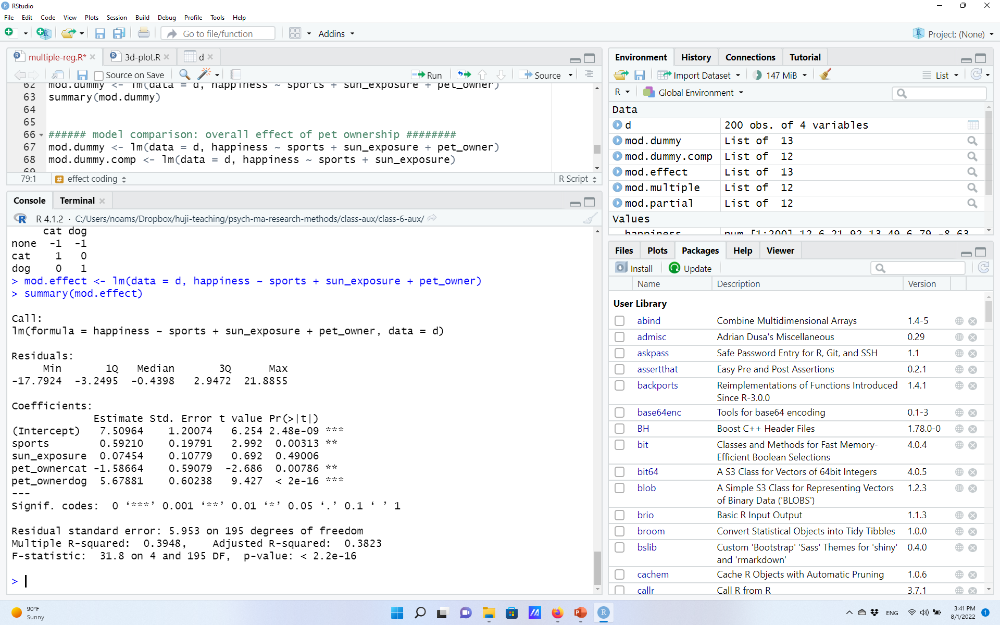 RStudio
File Edit Code View Plots Session Build Debug Profile Tools Help
Go to file/function Addins Project: (None)
multiple-reg.R* 3d-plot.R d
Source on Save Run Source
62 mod.dummy <- lm(data = d, happiness ~ sports + sun_exposure + pet_owner)
63 summary(mod.dummy)
64
65
66 ###### model comparison: overall effect of pet ownership ########
67 mod.dummy <- lm(data = d, happiness ~ sports + sun_exposure + pet_owner)
68 mod.dummy.comp <- lm(data = d, happiness ~ sports + sun_exposure)
69
79:1 # effect coding R Script
Console Terminal
R 4.1.2 · C:/Users/noams/Dropbox/huji-teaching/psych-ma-research-methods/class-aux/class-6-aux/
cat dog
none -1 -1
cat 1 0
dog 0 1
> mod.effect <- lm(data = d, happiness ~ sports + sun_exposure + pet_owner)
> summary(mod.effect)
Call:
lm(formula = happiness ~ sports + sun_exposure + pet_owner, data = d)
Residuals:
Min 1Q Median 3Q Max
-17.7924 -3.2495 -0.4398 2.9472 21.8855
Coefficients:
Estimate Std. Error t value Pr(>|t|)
(Intercept) 7.50964 1.20074 6.254 2.48e-09 ***
sports 0.59210 0.19791 2.992 0.00313 **
sun_exposure 0.07454 0.10779 0.692 0.49006
pet_ownercat -1.58664 0.59079 -2.686 0.00786 **
pet_ownerdog 5.67881 0.60238 9.427 < 2e-16 ***
---
Signif. codes: 0 ‘***’ 0.001 ‘**’ 0.01 ‘*’ 0.05 ‘.’ 0.1 ‘ ’ 1
Residual standard error: 5.953 on 195 degrees of freedom
Multiple R-squared: 0.3948, Adjusted R-squared: 0.3823
F-statistic: 31.8 on 4 and 195 DF, p-value: < 2.2e-16
>
Environment History Connections Tutorial
Import Dataset 147 MiB List
R Global Environment
Data
d 200 obs. of 4 variables
mod.dummy List of 13
mod.dummy.comp List of 12
mod.effect List of 13
mod.multiple List of 12
mod.partial List of 12
Values
happiness num [1:200] 12.6 21.92 13.49 6.79 -8.63
Files Plots Packages Help Viewer
Install Update
Name Description Version
User Library
abind Combine Multidimensional Arrays 1.4-5
admisc Adrian Dusa's Miscellaneous 0.29
askpass Safe Password Entry for R, Git, and SSH 1.1
assertthat Easy Pre and Post Assertions 0.2.1
backports Reimplementations of Functions Introduced 1.4.1
Since R-3.0.0
base64enc Tools for base64 encoding 0.1-3
BH Boost C++ Header Files 1.78.0-0
bit Classes and Methods for Fast Memory- 4.0.4
Efficient Boolean Selections
bit64 A S3 Class for Vectors of 64bit Integers 4.0.5
blob A Simple S3 Class for Representing Vectors 1.2.3
of Binary Data ('BLOBS')
brio Basic R Input Output 1.1.3
broom Convert Statistical Objects into Tidy Tibbles 1.0.0
bslib Custom 'Bootstrap' 'Sass' Themes for 'shiny' 0.4.0
and 'rmarkdown'
cachem Cache R Objects with Automatic Pruning 1.0.6
callr Call R from R 3.7.1
90°F
Sunny
ENG
3:41 PM
8/1/2022
1